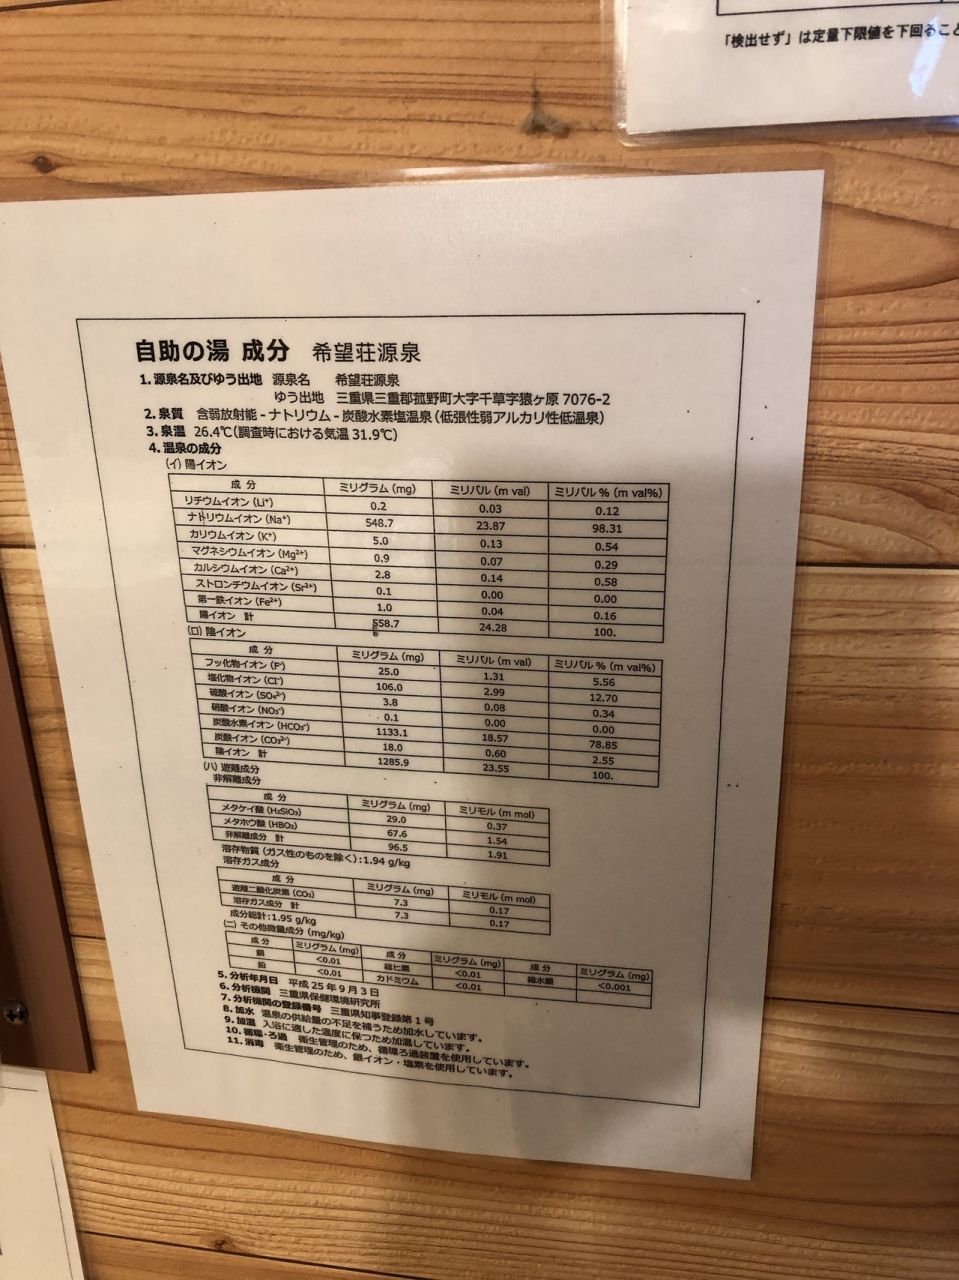 「検出せず」は定量下限値を下回ること
自助の湯 成分 希望荘源泉
1. 源泉名及びゆう出地 源泉名 希望荘源泉
ゆう出地 三重県三重郡菰野町大字千草字猿ヶ原 7076-2
2. 泉質 含弱放射能 - ナトリウム - 炭酸水素塩温泉(低張性弱アルカリ性低温泉)
3. 泉温 26.4℃(調査時における気温 31.9℃)
4. 温泉の成分
(イ) 陽イオン
成 分 ミリグラム (mg) ミリバル (m val) ミリバル % (m val%)
リチウムイオン (Li⁺) 0.2 0.03 0.12
ナトリウムイオン (Na⁺) 548.7 23.87 98.31
カリウムイオン (K⁺) 5.0 0.13 0.54
マグネシウムイオン (Mg²⁺) 0.9 0.07 0.29
カルシウムイオン (Ca²⁺) 2.8 0.14 0.58
ストロンチウムイオン (Sr²⁺) 0.1 0.00 0.00
第一鉄イオン (Fe²⁺) 1.0 0.04 0.16
陽イオン 計 558.7 24.28 100.
(ロ) 陰イオン
成 分 ミリグラム (mg) ミリバル (m val) ミリバル % (m val%)
フッ化物イオン (F⁻) 25.0 1.31 5.56
塩化物イオン (Cl⁻) 106.0 2.99 12.70
硫酸イオン (SO₄²⁻) 3.8 0.08 0.34
硝酸イオン (NO₃⁻) 0.1 0.00 0.00
炭酸水素イオン (HCO₃⁻) 1133.1 18.57 78.85
炭酸イオン (CO₃²⁻) 18.0 0.60 2.55
陰イオン 計 1285.9 23.55 100.
(ハ) 遊離成分
非解離成分
成 分 ミリグラム (mg) ミリモル (m mol)
メタケイ酸 (H₂SiO₃) 29.0 0.37
メタホウ酸 (HBO₂) 67.6 1.54
非解離成分 計 96.5 1.91
溶存物質 (ガス性のものを除く):1.94 g/kg
溶存ガス成分
成 分 ミリグラム (mg) ミリモル (m mol)
遊離二酸化炭素 (CO₂) 7.3 0.17
溶存ガス成分 計 7.3 0.17
成分総計:1.95 g/kg
(ニ) その他微量成分 (mg/kg)
成 分 ミリグラム (mg) 成 分 ミリグラム (mg) 成 分 ミリグラム (mg)
銅 <0.01 総ヒ素 <0.01 総水銀 <0.001
鉛 <0.01 カドミウム <0.01
5. 分析年月日 平成 25 年 9 月 3 日
6. 分析機関 三重県保健環境研究所
7. 分析機関の登録番号 三重県知事登録第 1 号
8. 加水 温泉の供給量の不足を補うため加水しています。
9. 加温 入浴に適した温度に保つため加温しています。
10. 循環・ろ過 衛生管理のため、循環ろ過装置を使用しています。
11. 消毒 衛生管理のため、銀イオン・塩素を使用しています。